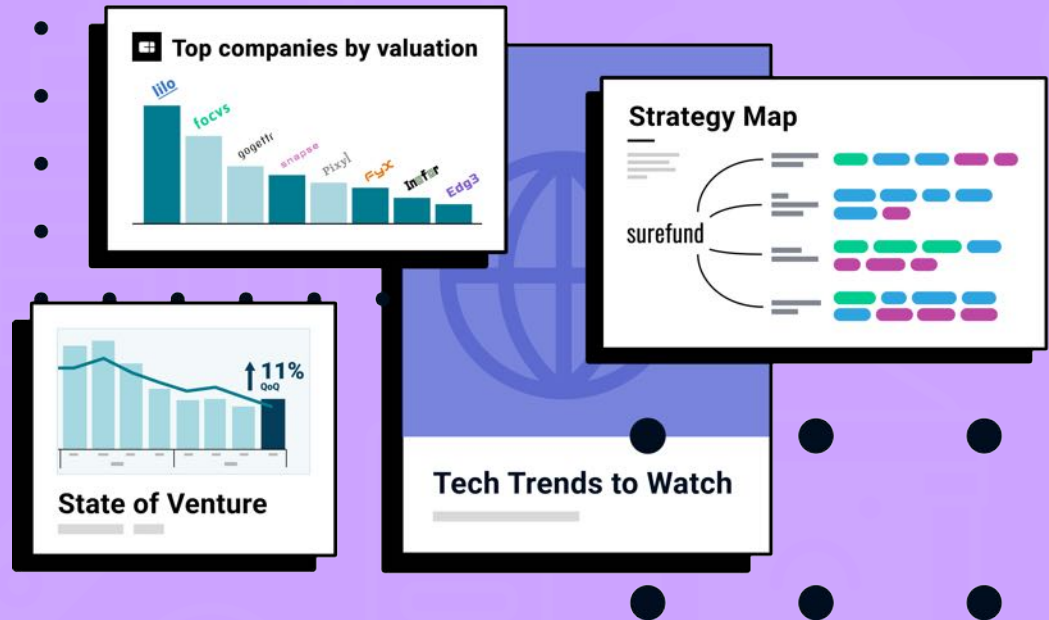 Top companies by valuation
lilo
focvs
gogettr
snapse
Pixyl
FyX
Edg3
Strategy Map
surefund
↑ 11%
QoQ
State of Venture
Tech Trends to Watch